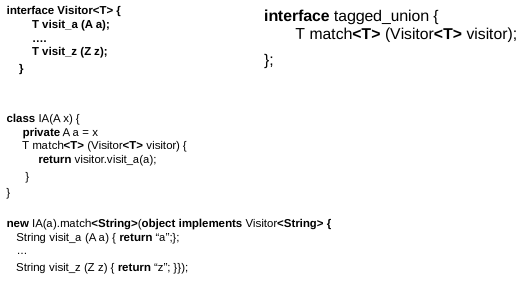 interface Visitor<T> {
T visit_a (A a);
....
T visit_z (Z z);
}
interface tagged_union {
T match<T> (Visitor<T> visitor);
};
class IA(A x) {
private A a = x
T match<T> (Visitor<T> visitor) {
return visitor.visit_a(a);
}
}
new IA(a).match<String>(object implements Visitor<String> {
String visit_a (A a) { return “a”;};
...
String visit_z (Z z) { return “z”; }});